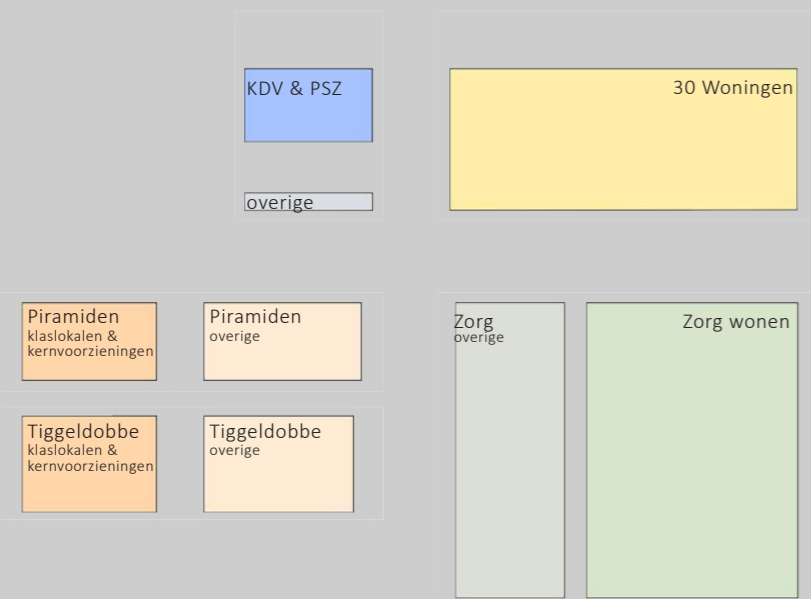 KDV & PSZ
30 Woningen
overige
Piramiden
klaslokalen &
kernvoorzieningen
Piramiden
overige
Zorg
overige
Zorg wonen
Tiggeldobbe
klaslokalen &
kernvoorzieningen
Tiggeldobbe
overige